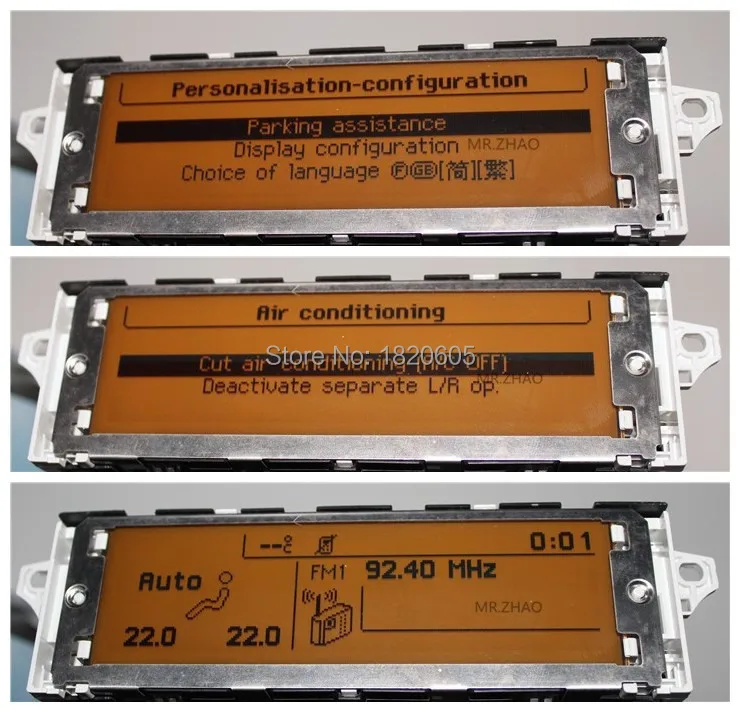 Personalisation-configuration
Parking assistance
Display configuration
MR.ZHAO
Choice of language Ⓕ GB [简][繁]
Air conditioning
Store No: 1820605
Cut air conditioning (A/C OFF)
MR.ZHAO
Deactivate separate L/R op.
--°C
0:01
Auto
FM1 92.40 MHz
MR.ZHAO
22.0 22.0